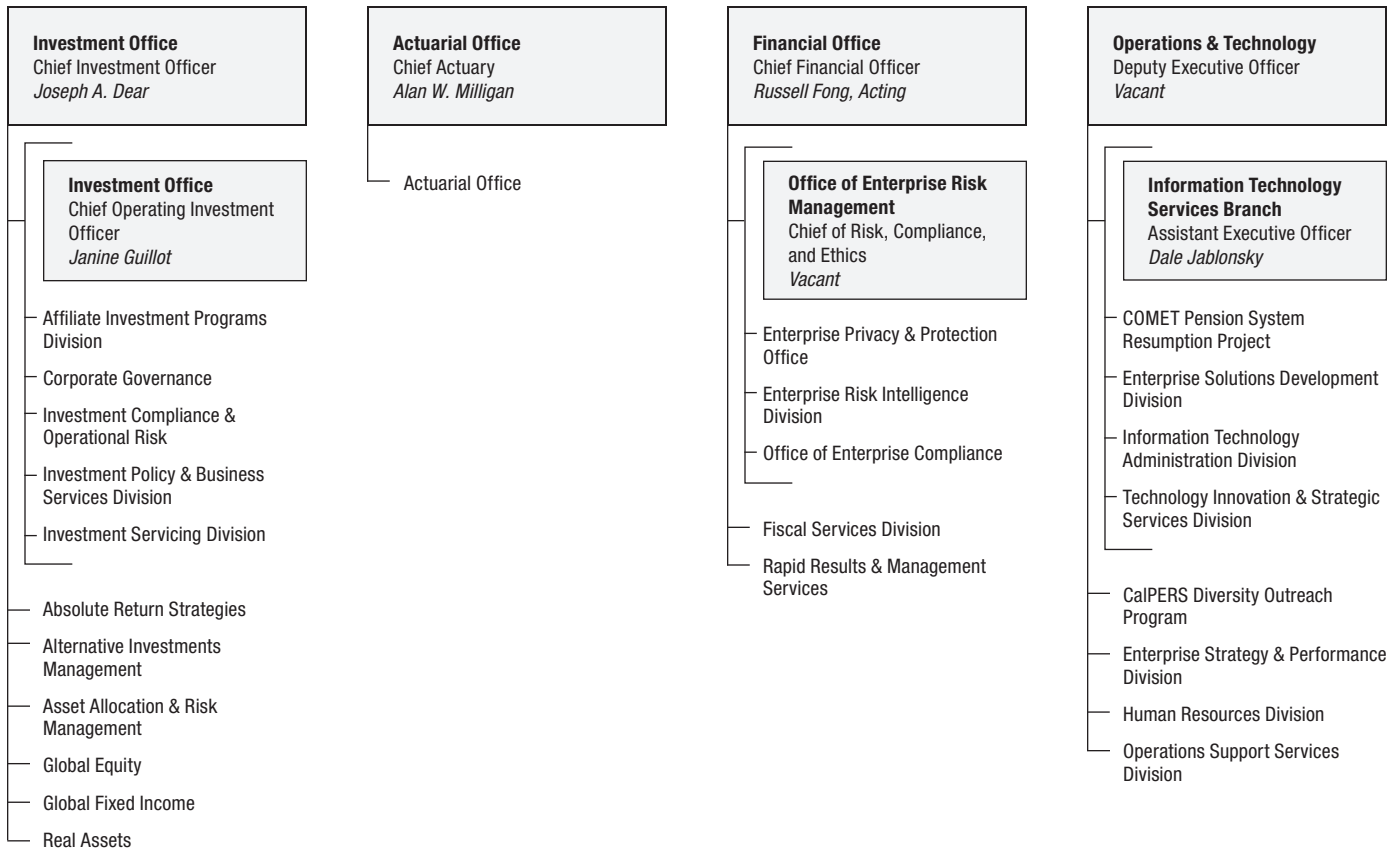 Investment Office
Chief Investment Officer
Joseph A. Dear
Investment Office
Chief Operating Investment
Officer
Janine Guillot
Affiliate Investment Programs
Division
Corporate Governance
Investment Compliance &
Operational Risk
Investment Policy & Business
Services Division
Investment Servicing Division
Absolute Return Strategies
Alternative Investments
Management
Asset Allocation & Risk
Management
Global Equity
Global Fixed Income
Real Assets
Actuarial Office
Chief Actuary
Alan W. Milligan
Actuarial Office
Financial Office
Chief Financial Officer
Russell Fong, Acting
Office of Enterprise Risk
Management
Chief of Risk, Compliance,
and Ethics
Vacant
Enterprise Privacy & Protection
Office
Enterprise Risk Intelligence
Division
Office of Enterprise Compliance
Fiscal Services Division
Rapid Results & Management
Services
Operations & Technology
Deputy Executive Officer
Vacant
Information Technology
Services Branch
Assistant Executive Officer
Dale Jablonsky
COMET Pension System
Resumption Project
Enterprise Solutions Development
Division
Information Technology
Administration Division
Technology Innovation & Strategic
Services Division
CalPERS Diversity Outreach
Program
Enterprise Strategy & Performance
Division
Human Resources Division
Operations Support Services
Division